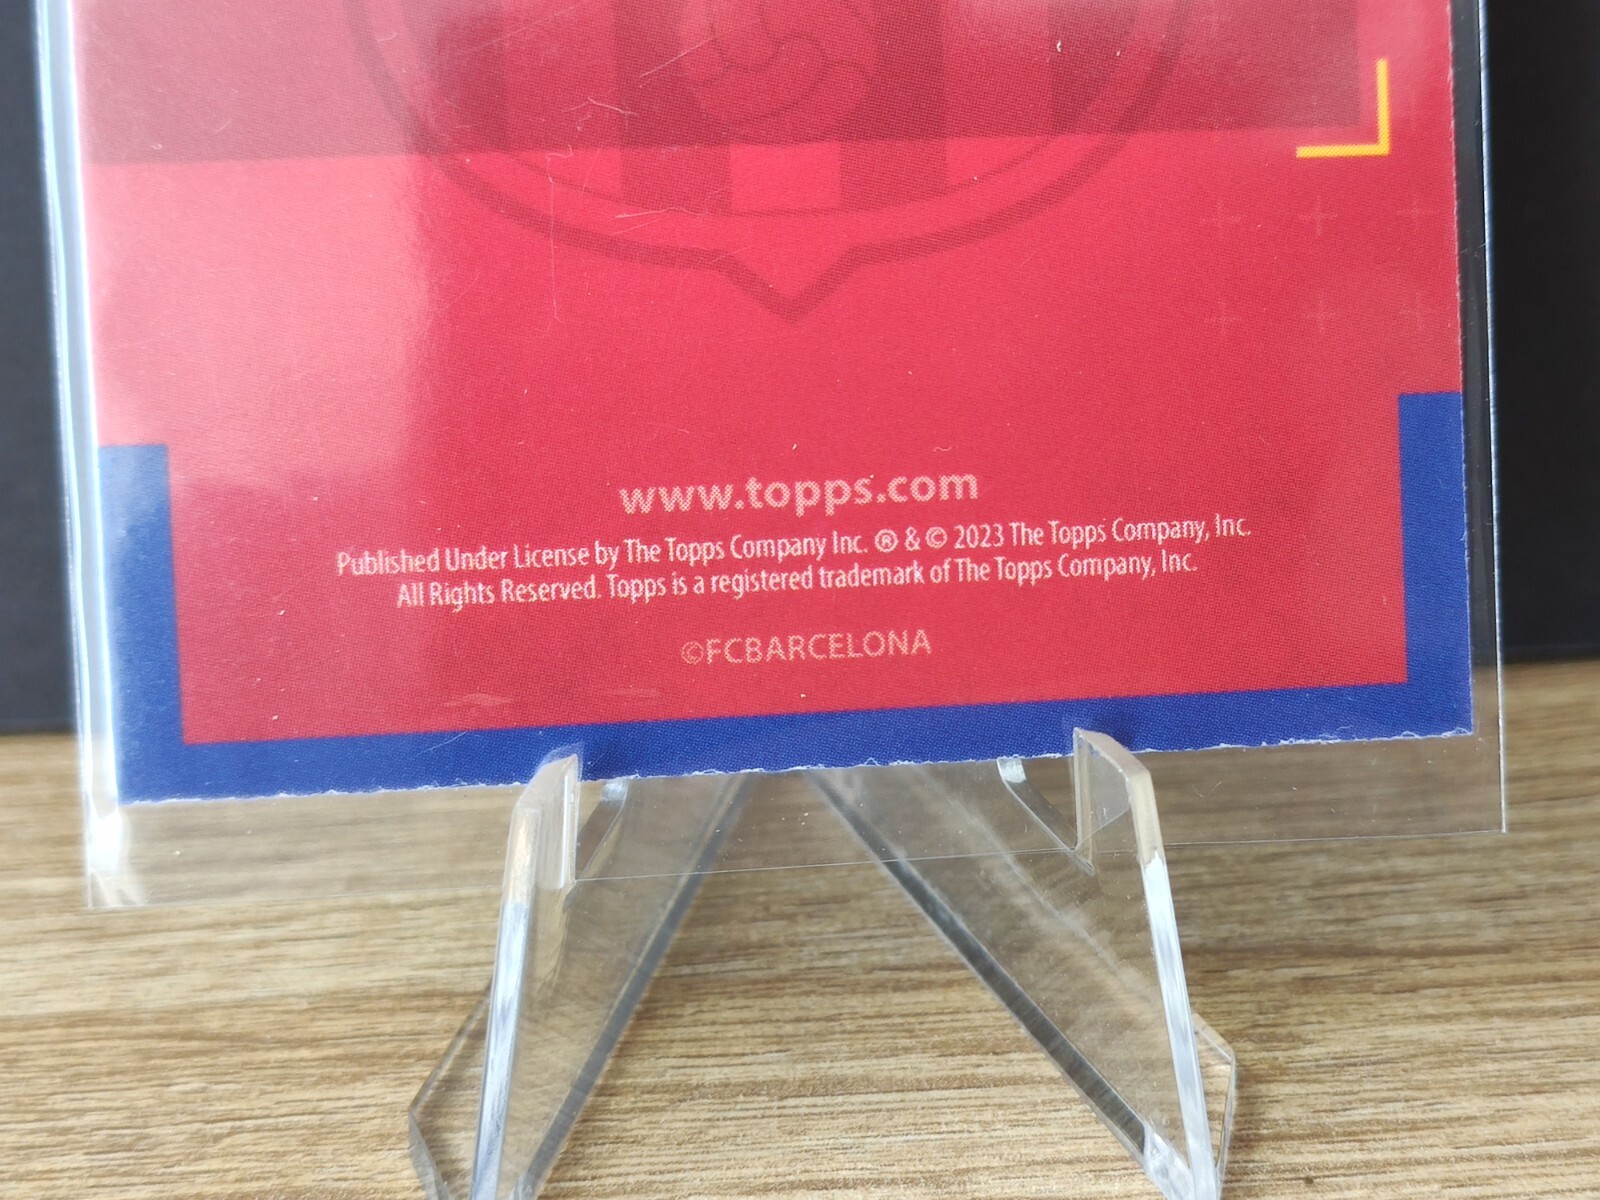 www.topps.com
Published Under License by The Topps Company Inc. ® & © 2023 The Topps Company, Inc.
All Rights Reserved. Topps is a registered trademark of The Topps Company, Inc.
©FCBARCELONA